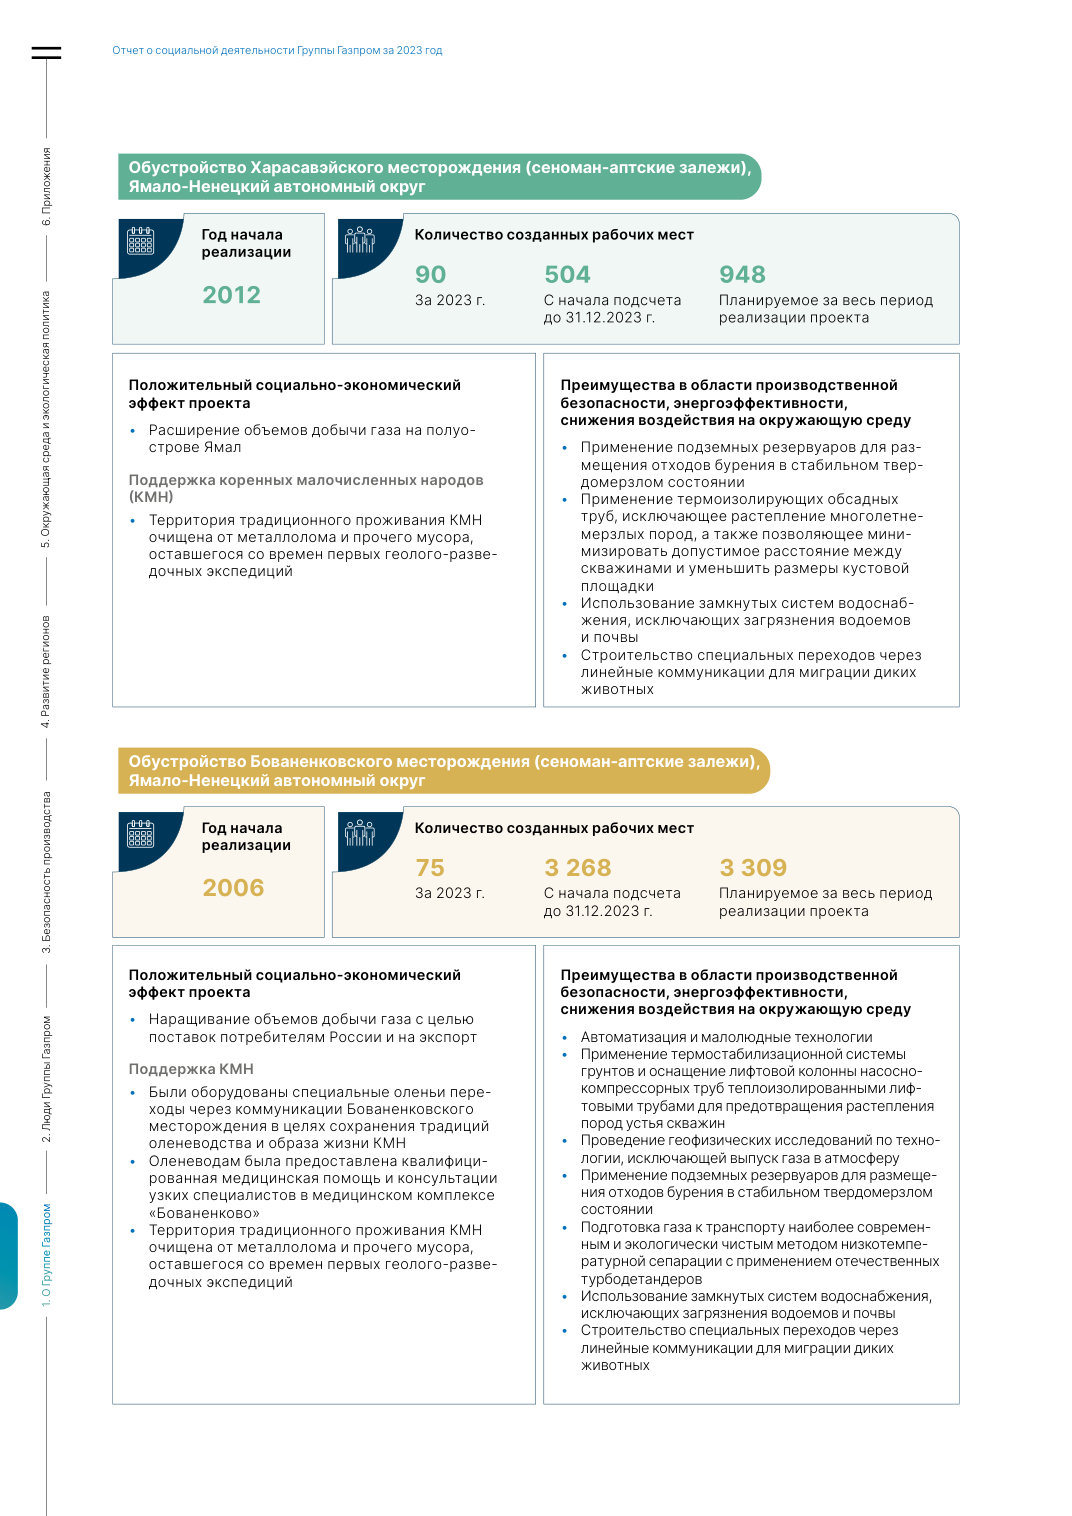 Отчет о социальной деятельности Группы Газпром за 2023 год
6. Приложения
5. Окружающая среда и экологическая политика
4. Развитие регионов
3. Безопасность производства
2. Люди Группы Газпром
1. О Группе Газпром
Обустройство Харасавэйского месторождения (сеноман-аптские залежи),
Ямало-Ненецкий автономный округ
Год начала
реализации
2012
Количество созданных рабочих мест
90
За 2023 г.
504
С начала подсчета
до 31.12.2023 г.
948
Планируемое за весь период
реализации проекта
Положительный социально-экономический
эффект проекта
• Расширение объемов добычи газа на полуо-
строве Ямал
Поддержка коренных малочисленных народов
(КМН)
• Территория традиционного проживания КМН
очищена от металлолома и прочего мусора,
оставшегося со времен первых геолого-разве-
дочных экспедиций
Преимущества в области производственной
безопасности, энергоэффективности,
снижения воздействия на окружающую среду
• Применение подземных резервуаров для раз-
мещения отходов бурения в стабильном твер-
домерзлом состоянии
• Применение термоизолирующих обсадных
труб, исключающее растепление многолетне-
мерзлых пород, а также позволяющее мини-
мизировать допустимое расстояние между
скважинами и уменьшить размеры кустовой
площадки
• Использование замкнутых систем водоснаб-
жения, исключающих загрязнения водоемов
и почвы
• Строительство специальных переходов через
линейные коммуникации для миграции диких
животных
Обустройство Бованенковского месторождения (сеноман-аптские залежи),
Ямало-Ненецкий автономный округ
Год начала
реализации
2006
Количество созданных рабочих мест
75
За 2023 г.
3 268
С начала подсчета
до 31.12.2023 г.
3 309
Планируемое за весь период
реализации проекта
Положительный социально-экономический
эффект проекта
• Наращивание объемов добычи газа с целью
поставок потребителям России и на экспорт
Поддержка КМН
• Были оборудованы специальные оленьи пере-
ходы через коммуникации Бованенковского
месторождения в целях сохранения традиций
оленеводства и образа жизни КМН
• Оленеводам была предоставлена квалифици-
рованная медицинская помощь и консультации
узких специалистов в медицинском комплексе
«Бованенково»
• Территория традиционного проживания КМН
очищена от металлолома и прочего мусора,
оставшегося со времен первых геолого-разве-
дочных экспедиций
Преимущества в области производственной
безопасности, энергоэффективности,
снижения воздействия на окружающую среду
• Автоматизация и малолюдные технологии
• Применение термостабилизационной системы
грунтов и оснащение лифтовой колонны насосно-
компрессорных труб теплоизолированными лиф-
товыми трубами для предотвращения растепления
пород устья скважин
• Проведение геофизических исследований по техно-
логии, исключающей выпуск газа в атмосферу
• Применение подземных резервуаров для размеще-
ния отходов бурения в стабильном твердомерзлом
состоянии
• Подготовка газа к транспорту наиболее современ-
ным и экологически чистым методом низкотемпе-
ратурной сепарации с применением отечественных
турбодетандеров
• Использование замкнутых систем водоснабжения,
исключающих загрязнения водоемов и почвы
• Строительство специальных переходов через
линейные коммуникации для миграции диких
животных